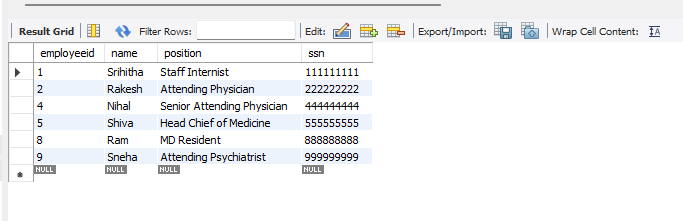 Result Grid Filter Rows: Edit: Export/Import: Wrap Cell Content: IA
employeeid name position ssn
1 Srihitha Staff Internist 111111111
2 Rakesh Attending Physician 222222222
4 Nihal Senior Attending Physician 444444444
5 Shiva Head Chief of Medicine 555555555
8 Ram MD Resident 888888888
9 Sneha Attending Psychiatrist 999999999
NULL NULL NULL NULL